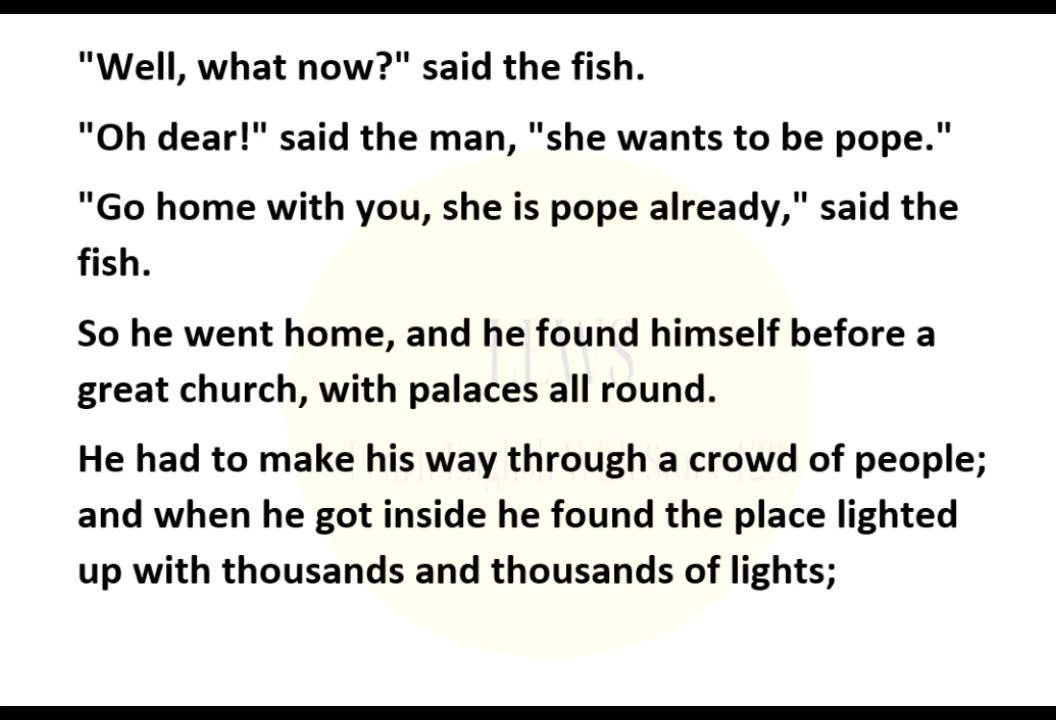 "Well, what now?" said the fish.
"Oh dear!" said the man, "she wants to be pope."
"Go home with you, she is pope already," said the
fish.
So he went home, and he found himself before a
great church, with palaces all round.
He had to make his way through a crowd of people;
and when he got inside he found the place lighted
up with thousands and thousands of lights;